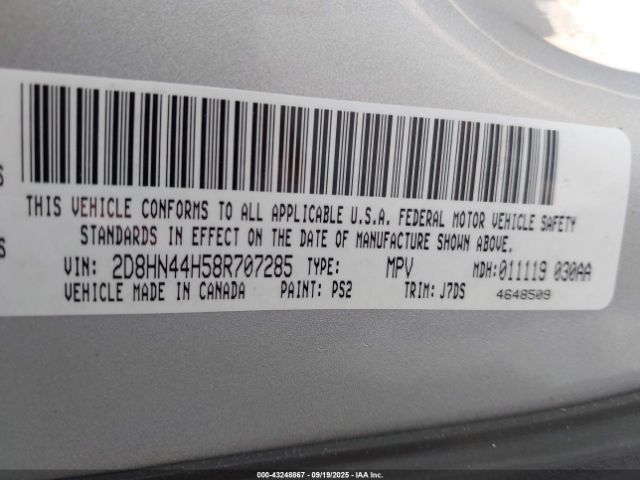 THIS VEHICLE CONFORMS TO ALL APPLICABLE U.S.A. FEDERAL MOTOR VEHICLE SAFETY
STANDARDS IN EFFECT ON THE DATE OF MANUFACTURE SHOWN ABOVE.
VIN: 2D8HN44H58R707285 TYPE: MPV MDH:011119 030AA
VEHICLE MADE IN CANADA PAINT: PS2 TRIM: J7DS 4648509
000-43248867 • 09/19/2025 • IAA Inc.